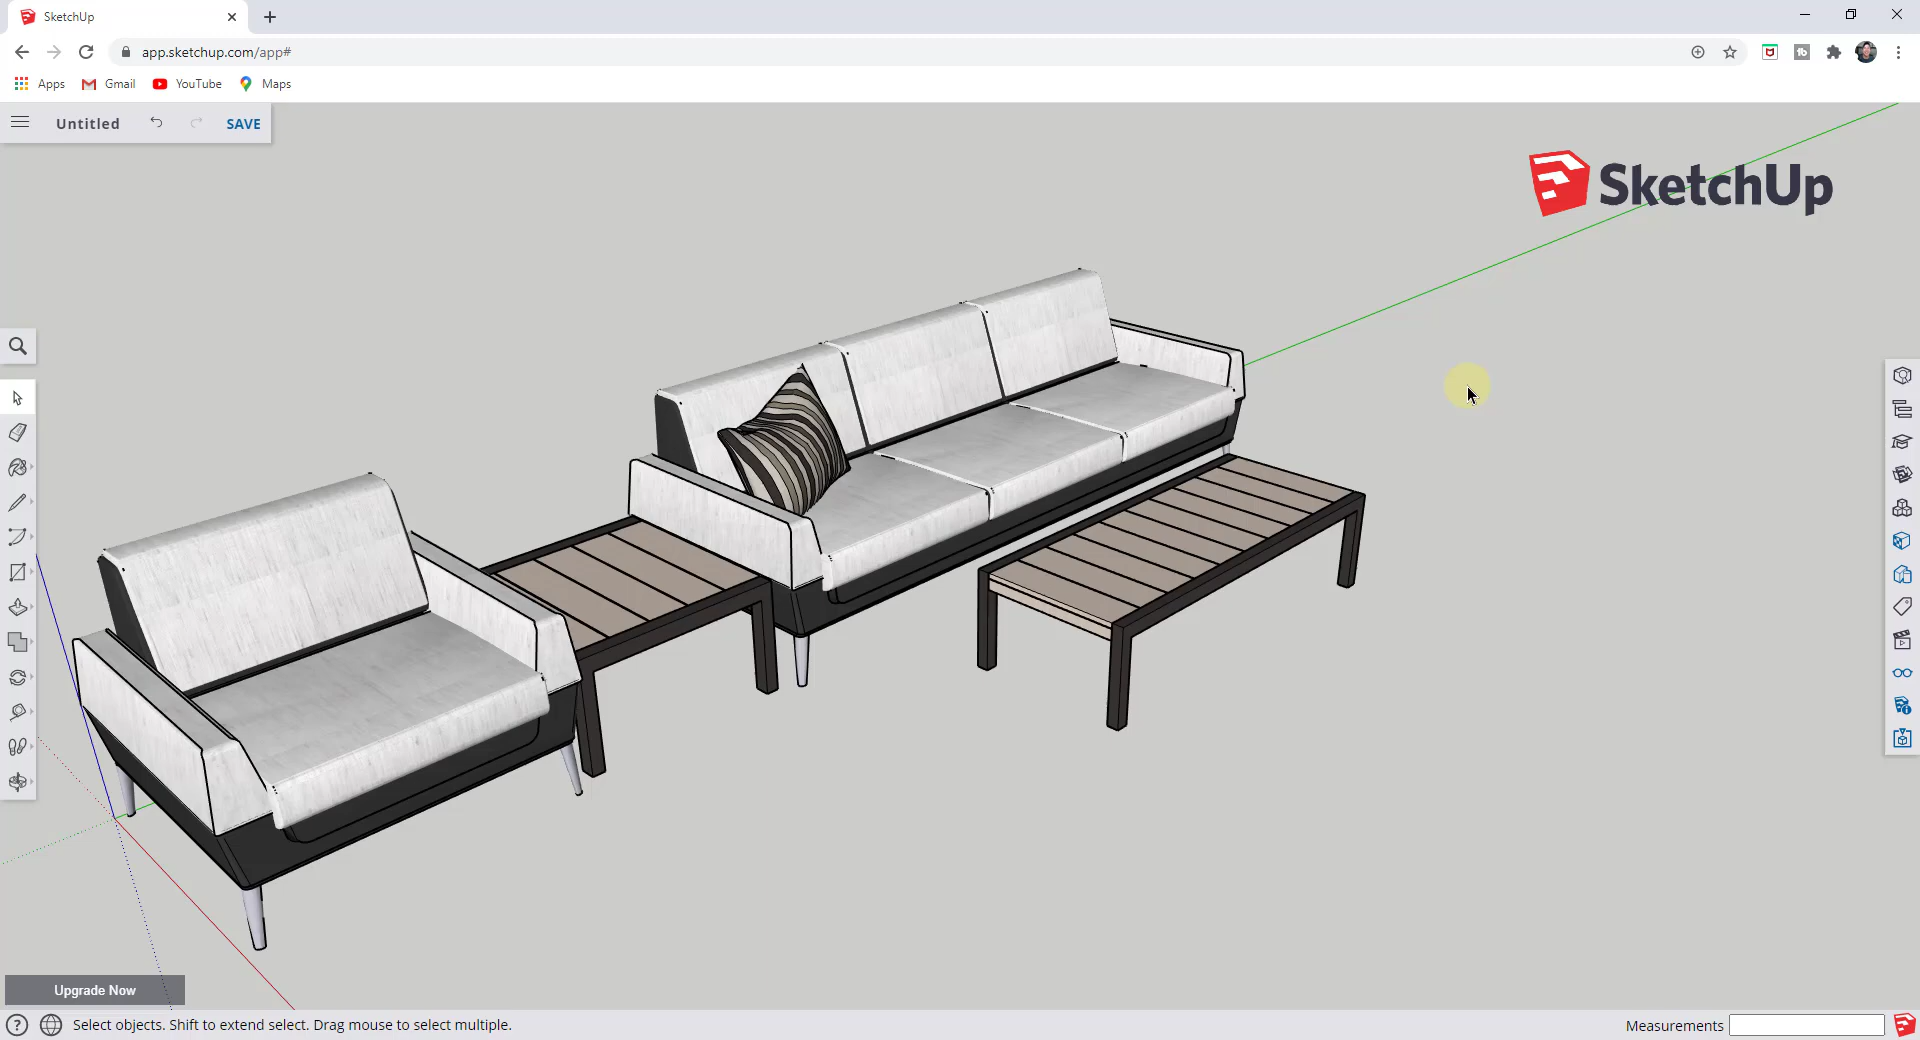 SketchUp
app.sketchup.com/app#
Apps
Gmail
YouTube
Maps
Untitled
SAVE
SketchUp
Upgrade Now
Select objects. Shift to extend select. Drag mouse to select multiple.
Measurements